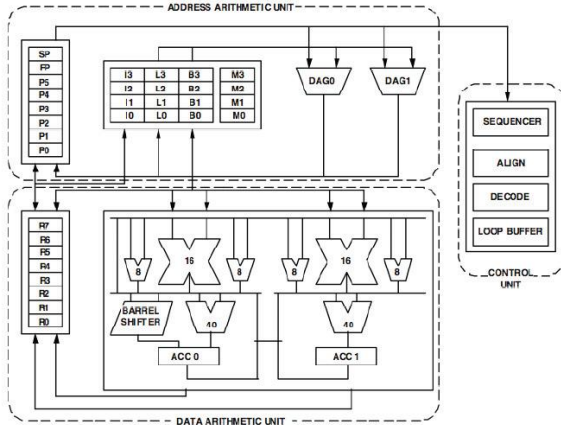 ADDRESS ARITHMETIC UNIT
SP
FP
P5
P4
P3
P2
P1
P0
I3 L3 B3 M3
I2 L2 B2 M2
I1 L1 B1 M1
I0 L0 B0 M0
DAG0 DAG1
SEQUENCER
ALIGN
DECODE
LOOP BUFFER
CONTROL
UNIT
R7
R6
R5
R4
R3
R2
R1
R0
8 16 8 8 16 8
BARREL
SHIFTER
40 40
ACC 0 ACC 1
DATA ARITHMETIC UNIT